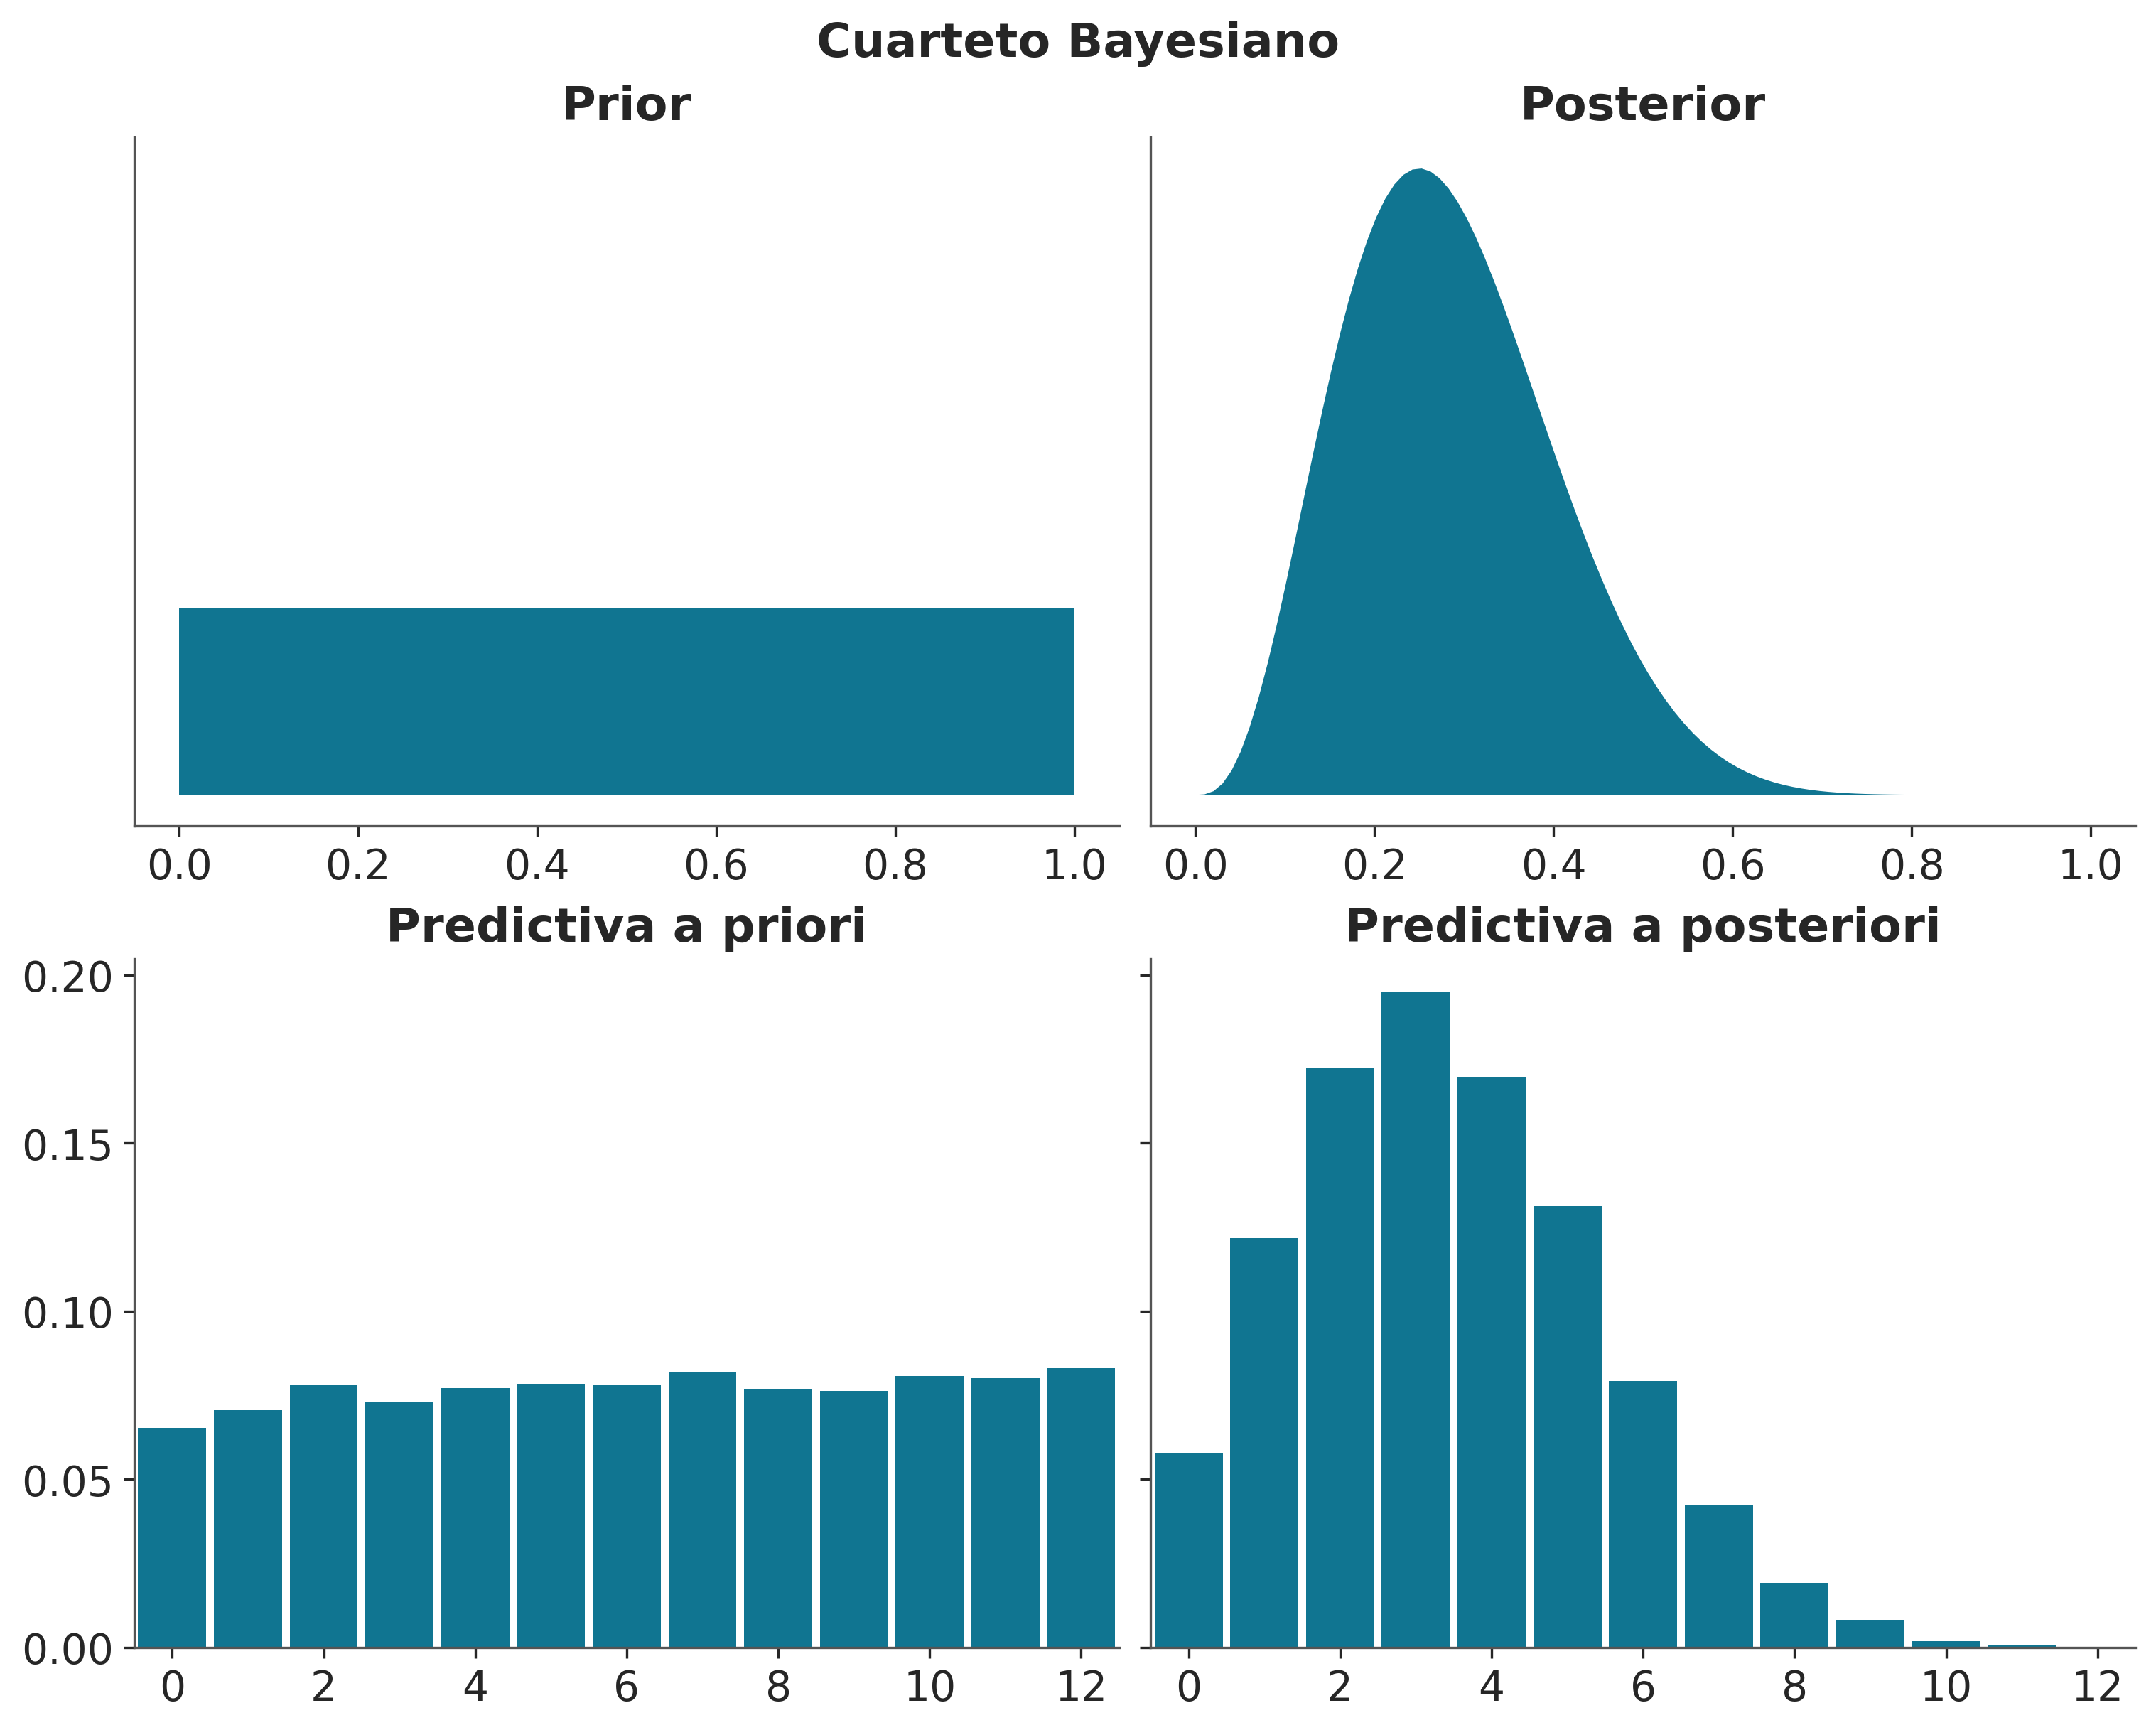 Cuarteto Bayesiano
Prior
Posterior
0.0 0.2 0.4 0.6 0.8 1.0
0.0 0.2 0.4 0.6 0.8 1.0
Predictiva a priori
Predictiva a posteriori
0.20
0.15
0.10
0.05
0.00
0 2 4 6 8 10 12
0 2 4 6 8 10 12